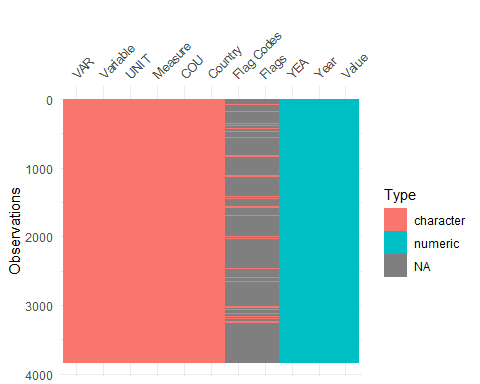 VAR
Variable
UNIT
Measure
COU
Country
Flag Codes
Flags
YEA
Year
Value
0
1000
2000
3000
4000
Observations
Type
character
numeric
NA